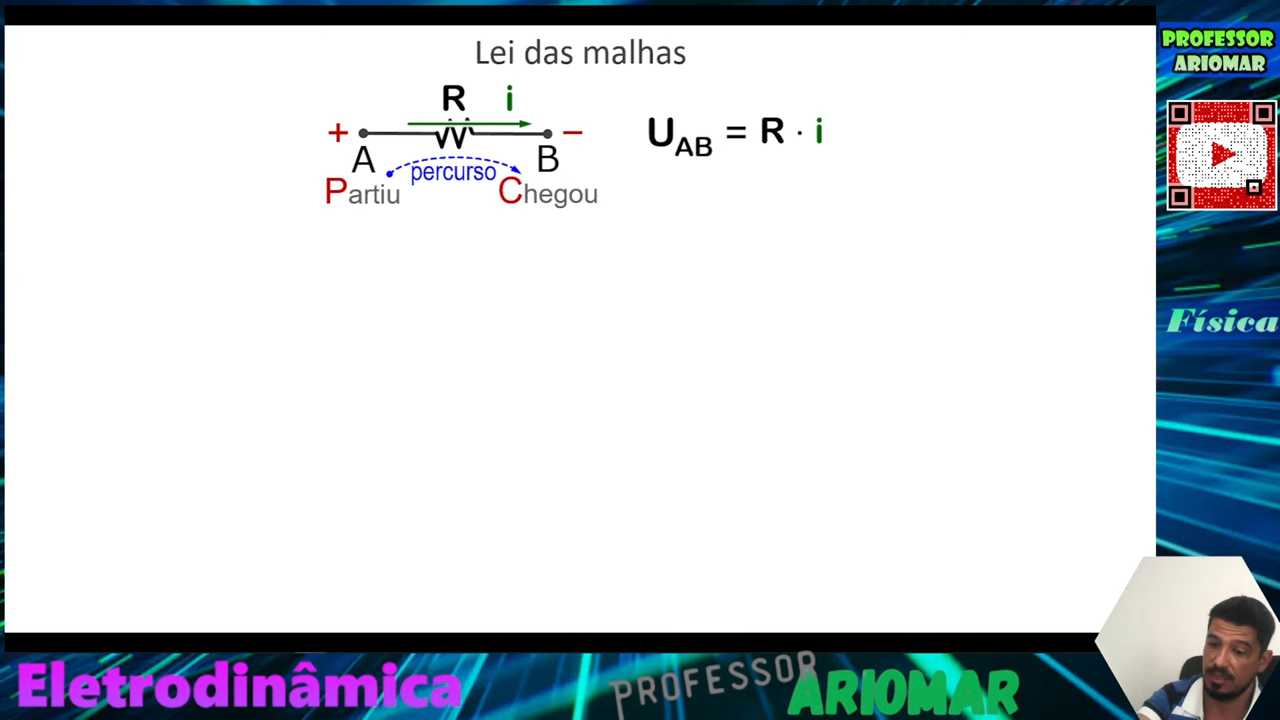 Lei das malhas
R i
+ −
A B
percurso
Partiu Chegou
U_AB = R · i
PROFESSOR
ARIOMAR
Física
Eletrodinâmica
PROFESSOR
ARIOMAR